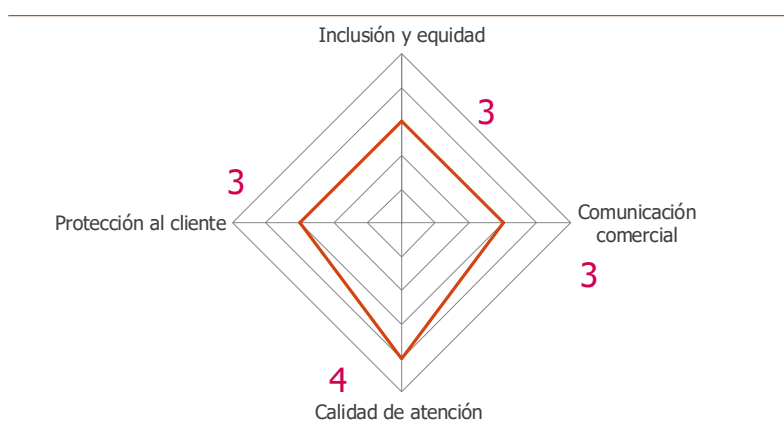 Inclusión y equidad
3
3
Protección al cliente
Comunicación
comercial
3
4
Calidad de atención